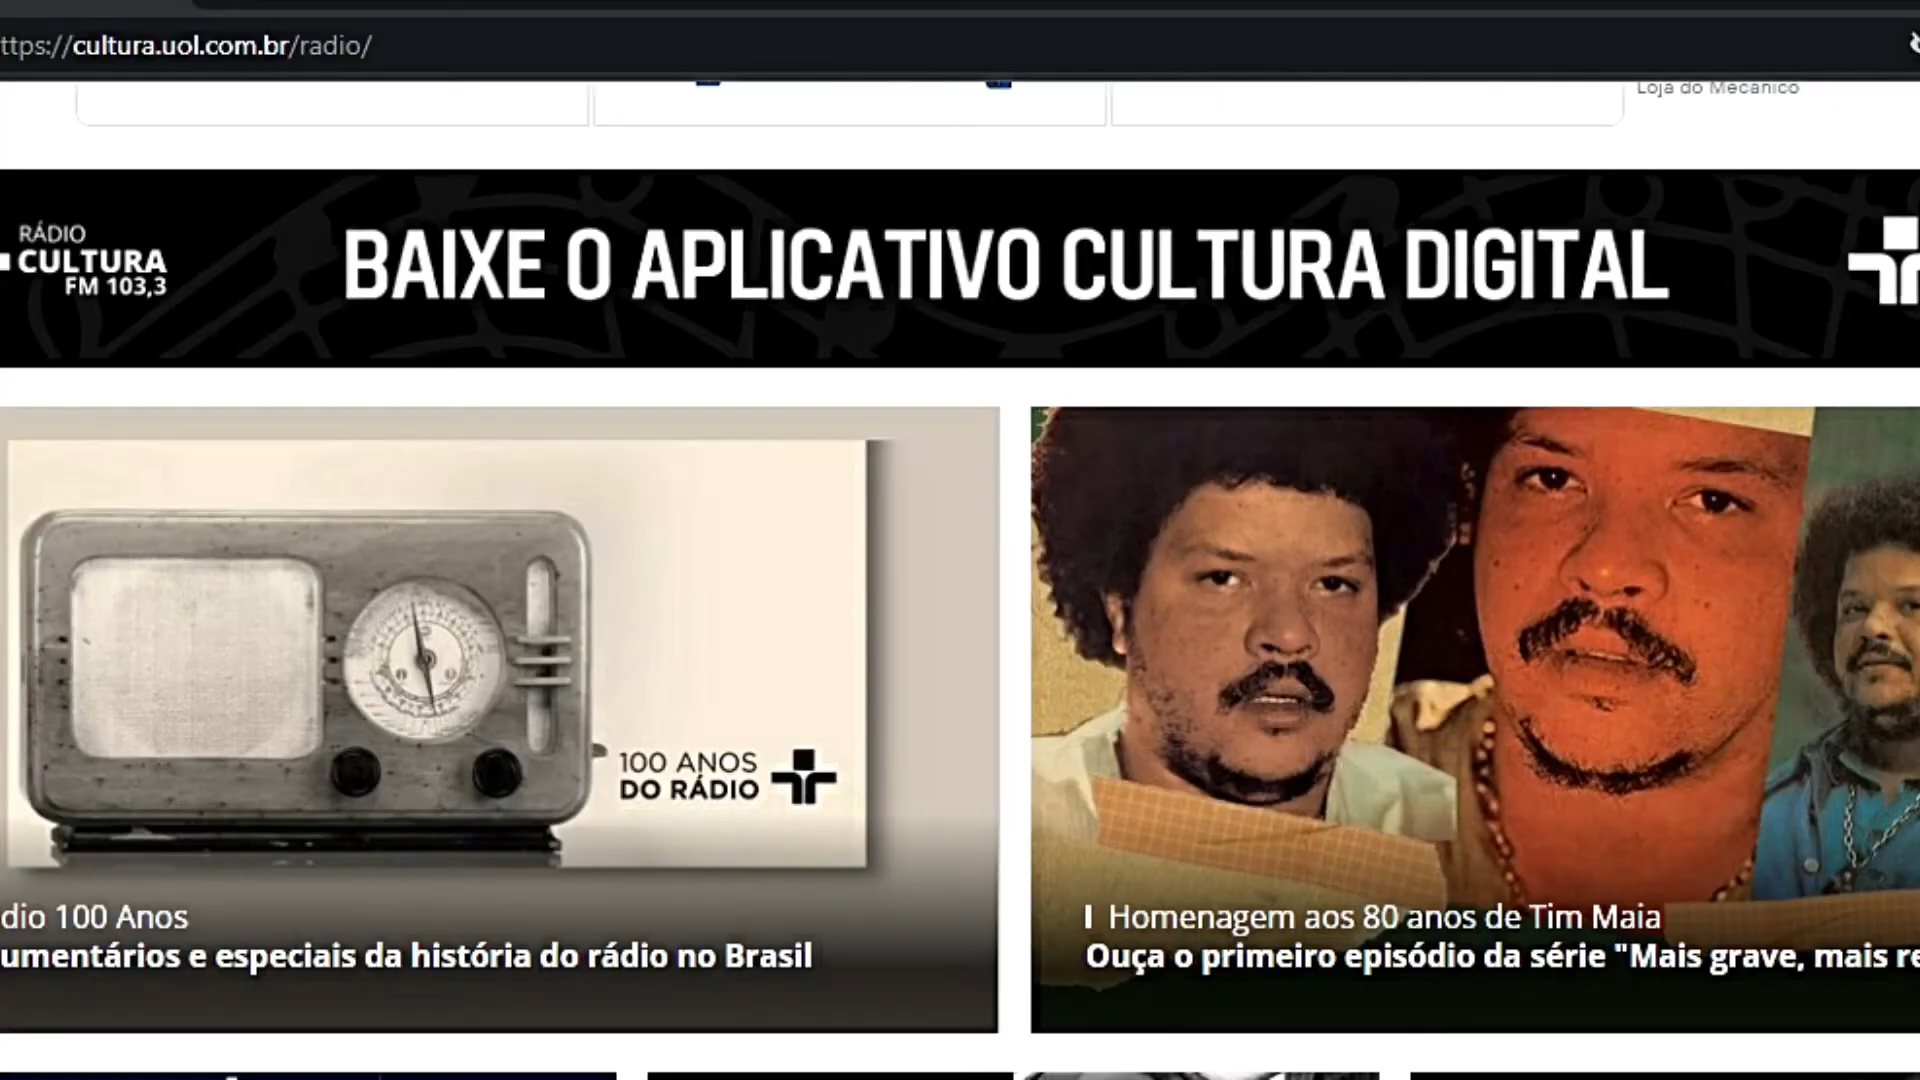 ttps://cultura.uol.com.br/radio/
Loja do Mecânico
RÁDIO
CULTURA
FM 103,3
BAIXE O APLICATIVO CULTURA DIGITAL
100 ANOS
DO RÁDIO
dio 100 Anos
umentários e especiais da história do rádio no Brasil
Homenagem aos 80 anos de Tim Maia
Ouça o primeiro episódio da série "Mais grave, mais re